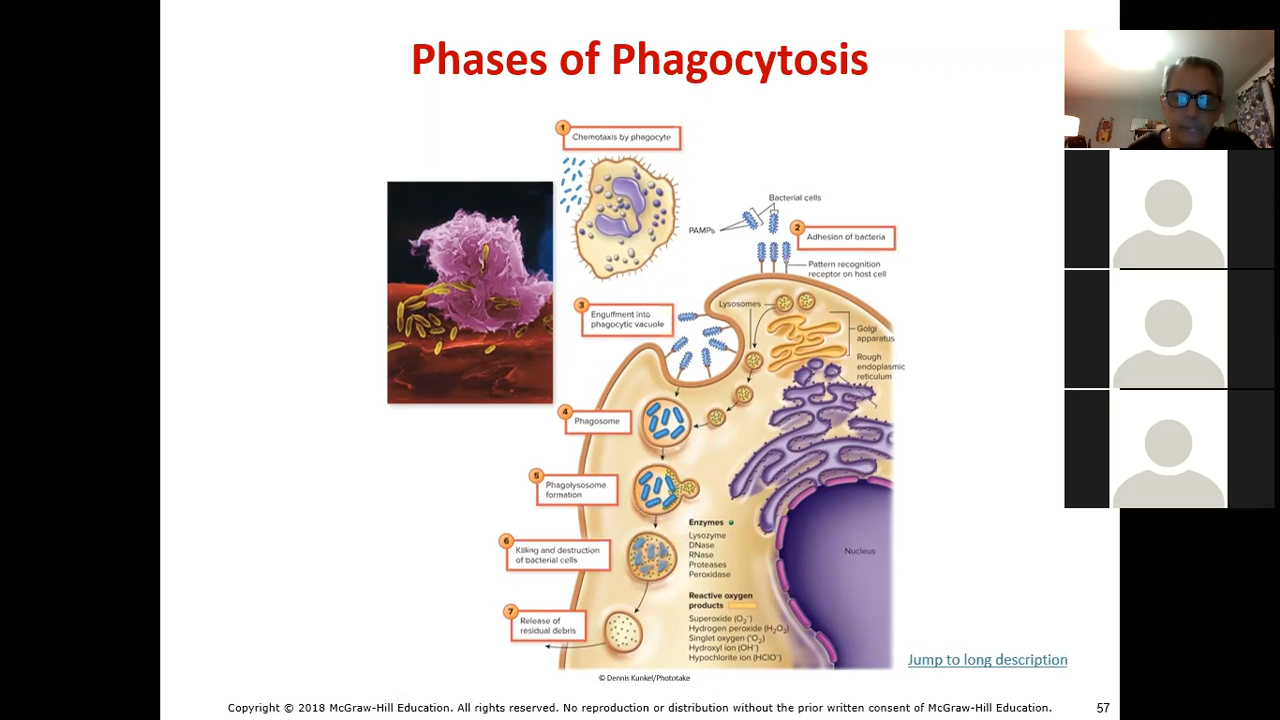 Phases of Phagocytosis
1
Chemotaxis by phagocyte
Bacterial cells
PAMPs
2
Adhesion of bacteria
Pattern recognition
receptor on host cell
3
Engulfment into
phagocytic vacuole
Lysosomes
Golgi
apparatus
Rough
endoplasmic
reticulum
4
Phagosome
5
Phagolysosome
formation
6
Killing and destruction
of bacterial cells
Enzymes
Lysozyme
DNase
RNase
Proteases
Peroxidase
Nucleus
Reactive oxygen
products
Superoxide (O₂⁻)
Hydrogen peroxide (H₂O₂)
Singlet oxygen (¹O₂)
Hydroxyl ion (OH⁻)
Hypochlorite ion (HClO⁻)
7
Release of
residual debris
Jump to long description
© Dennis Kunkel/Phototake
Copyright © 2018 McGraw-Hill Education. All rights reserved. No reproduction or distribution without the prior written consent of McGraw-Hill Education.
57